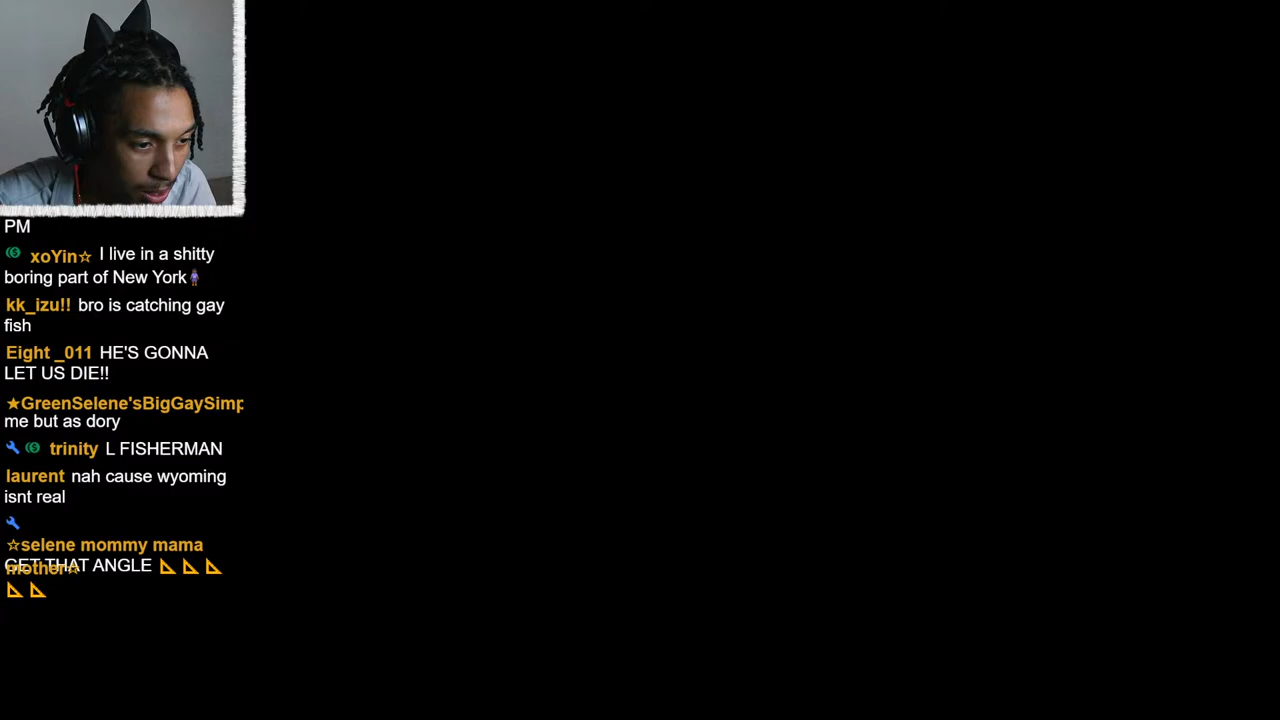 PM
xoYin☆ I live in a shitty
boring part of New York🧍🏿‍♀️
kk_izu!! bro is catching gay
fish
Eight _011 HE'S GONNA
LET US DIE!!
★GreenSelene'sBigGaySimp
me but as dory
trinity L FISHERMAN
laurent nah cause wyoming
isnt real
☆selene mommy mama
mother☆
GET THAT ANGLE 📐📐📐
📐📐